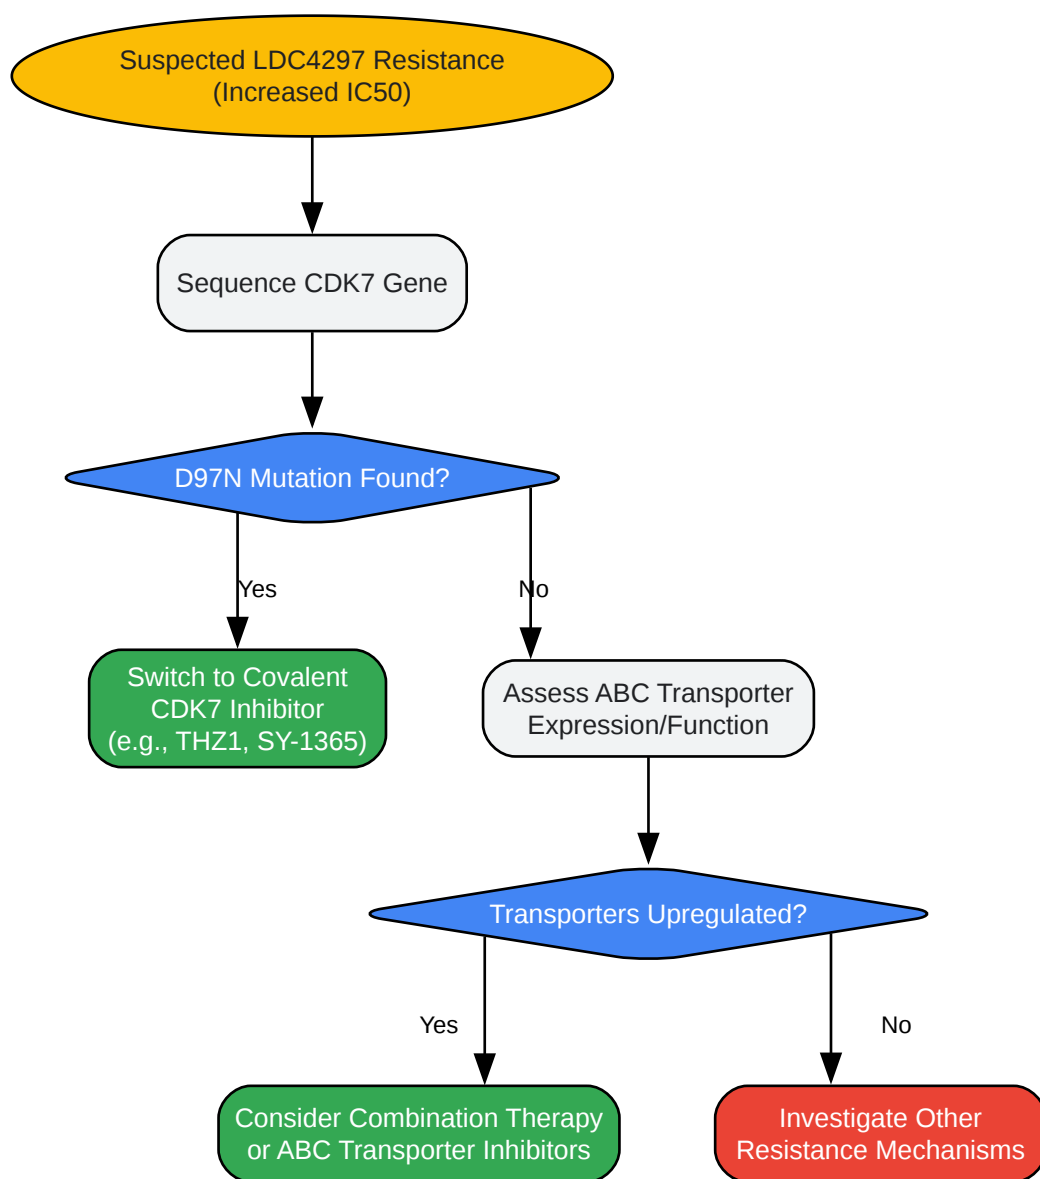 Suspected LDC4297 Resistance
(Increased IC50)
Sequence CDK7 Gene
D97N Mutation Found?
Yes
No
Switch to Covalent
CDK7 Inhibitor
(e.g., THZ1, SY-1365)
Assess ABC Transporter
Expression/Function
Transporters Upregulated?
Yes
No
Consider Combination Therapy
or ABC Transporter Inhibitors
Investigate Other
Resistance Mechanisms